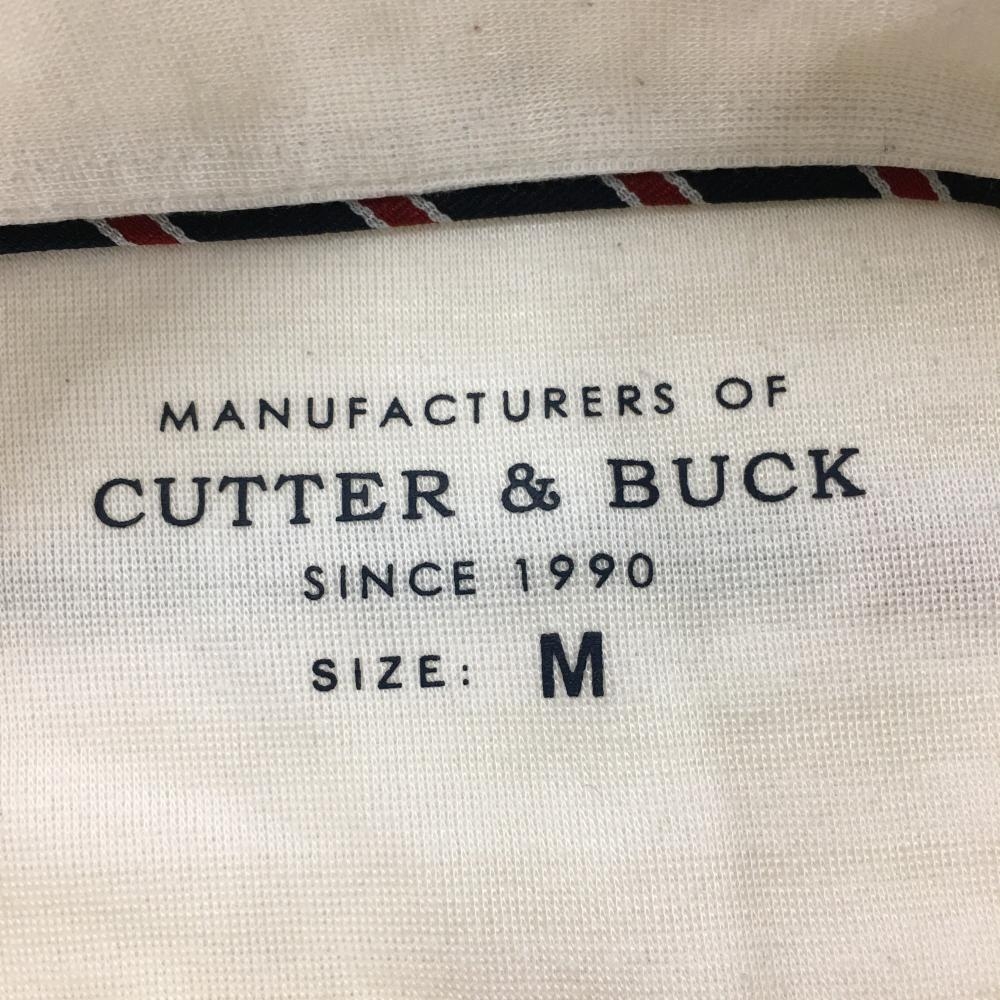 MANUFACTURERS OF
CUTTER & BUCK
SINCE 1990
SIZE: M